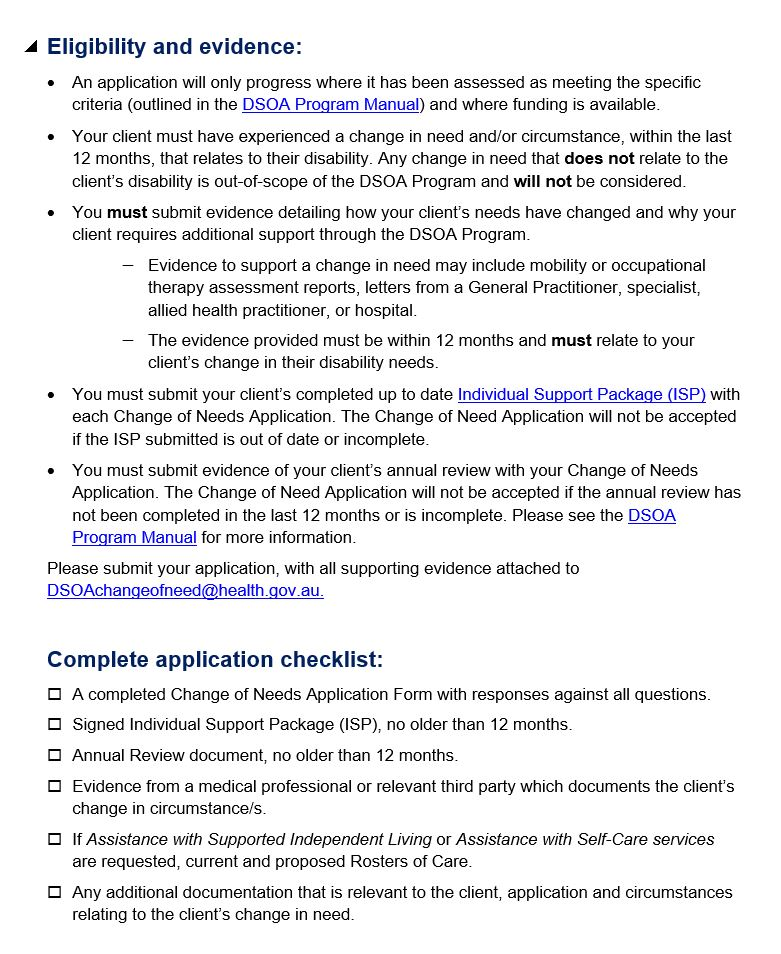 Eligibility and evidence:
• An application will only progress where it has been assessed as meeting the specific
criteria (outlined in the DSOA Program Manual) and where funding is available.
• Your client must have experienced a change in need and/or circumstance, within the last
12 months, that relates to their disability. Any change in need that does not relate to the
client’s disability is out-of-scope of the DSOA Program and will not be considered.
• You must submit evidence detailing how your client’s needs have changed and why your
client requires additional support through the DSOA Program.
– Evidence to support a change in need may include mobility or occupational
therapy assessment reports, letters from a General Practitioner, specialist,
allied health practitioner, or hospital.
– The evidence provided must be within 12 months and must relate to your
client’s change in their disability needs.
• You must submit your client’s completed up to date Individual Support Package (ISP) with
each Change of Needs Application. The Change of Need Application will not be accepted
if the ISP submitted is out of date or incomplete.
• You must submit evidence of your client’s annual review with your Change of Needs
Application. The Change of Need Application will not be accepted if the annual review has
not been completed in the last 12 months or is incomplete. Please see the DSOA
Program Manual for more information.
Please submit your application, with all supporting evidence attached to
DSOAchangeofneed@health.gov.au.
Complete application checklist:
☐ A completed Change of Needs Application Form with responses against all questions.
☐ Signed Individual Support Package (ISP), no older than 12 months.
☐ Annual Review document, no older than 12 months.
☐ Evidence from a medical professional or relevant third party which documents the client’s
change in circumstance/s.
☐ If Assistance with Supported Independent Living or Assistance with Self-Care services
are requested, current and proposed Rosters of Care.
☐ Any additional documentation that is relevant to the client, application and circumstances
relating to the client’s change in need.